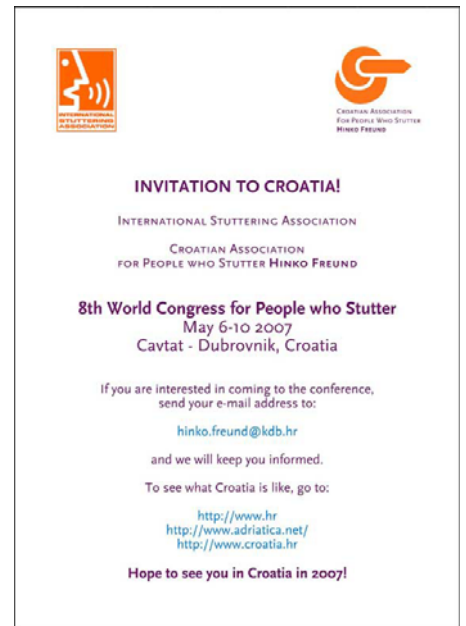 INTERNATIONAL
STUTTERING
ASSOCIATION
CROATIAN ASSOCIATION
FOR PEOPLE WHO STUTTER
HINKO FREUND
INVITATION TO CROATIA!
INTERNATIONAL STUTTERING ASSOCIATION
CROATIAN ASSOCIATION
FOR PEOPLE WHO STUTTER HINKO FREUND
8th World Congress for People who Stutter
May 6-10 2007
Cavtat - Dubrovnik, Croatia
If you are interested in coming to the conference,
send your e-mail address to:
hinko.freund@kdb.hr
and we will keep you informed.
To see what Croatia is like, go to:
http://www.hr
http://www.adriatica.net/
http://www.croatia.hr
Hope to see you in Croatia in 2007!